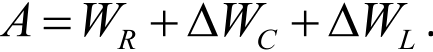 A = W_R + ΔW_C + ΔW_L .